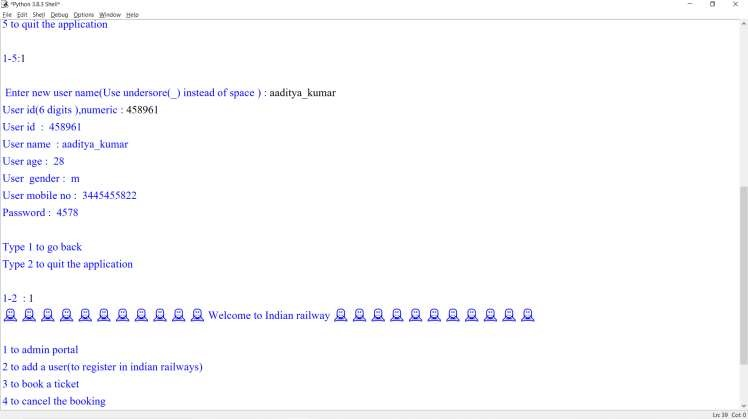 *Python 3.8.3 Shell*
File Edit Shell Debug Options Window Help
5 to quit the application
1-5:1
Enter new user name(Use undersore(_) instead of space ) : aaditya_kumar
User id(6 digits ),numeric : 458961
User id : 458961
User name : aaditya_kumar
User age : 28
User gender : m
User mobile no : 3445455822
Password : 4578
Type 1 to go back
Type 2 to quit the application
1-2 : 1
Welcome to Indian railway
1 to admin portal
2 to add a user(to register in indian railways)
3 to book a ticket
4 to cancel the booking
Ln: 39 Col: 0